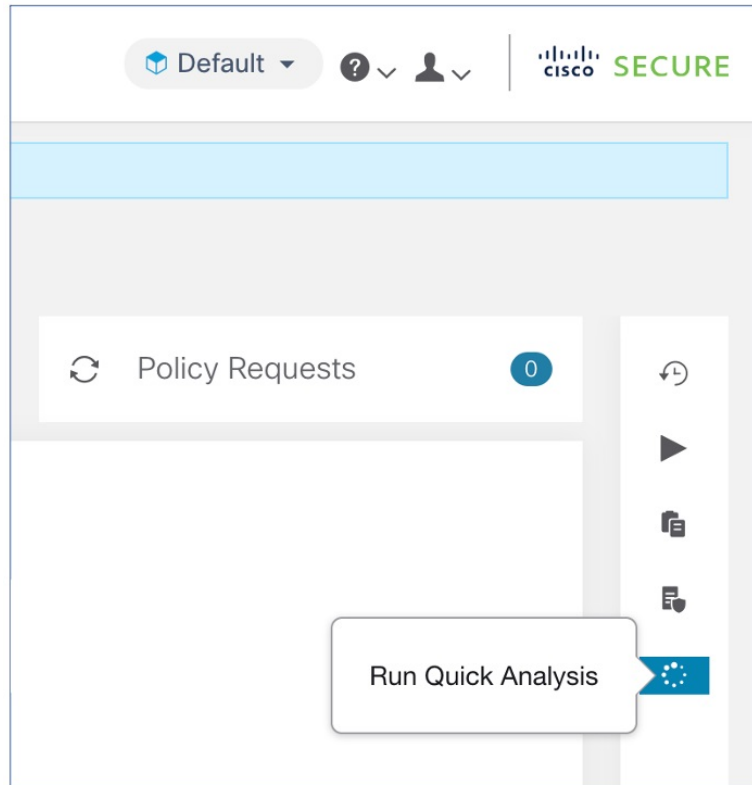 Default
CISCO SECURE
Policy Requests 0
Run Quick Analysis